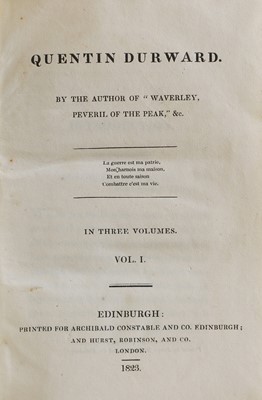 QUENTIN DURWARD.
BY THE AUTHOR OF “ WAVERLEY,
PEVERIL OF THE PEAK,” &c.
La guerre est ma patrie,
Mon harnois ma maison,
Et en toute saison
Combattre c'est ma vie.
IN THREE VOLUMES.
VOL. I.
EDINBURGH:
PRINTED FOR ARCHIBALD CONSTABLE AND CO. EDINBURGH;
AND HURST, ROBINSON, AND CO.
LONDON.
1823.